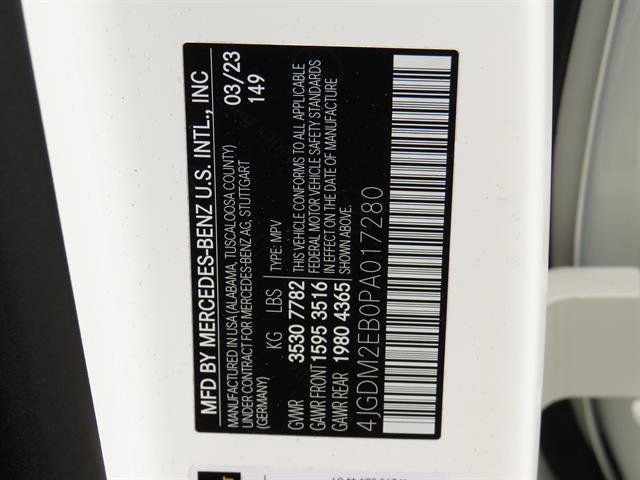 MFD BY MERCEDES-BENZ U.S. INTL., INC
MANUFACTURED IN USA (ALABAMA, TUSCALOOSA COUNTY) 03/23
UNDER CONTRACT FOR MERCEDES-BENZ AG, STUTTGART 149
(GERMANY)
KG LBS TYPE: MPV
GVWR 3530 7782 THIS VEHICLE CONFORMS TO ALL APPLICABLE
GAWR FRONT 1595 3516 FEDERAL MOTOR VEHICLE SAFETY STANDARDS
GAWR REAR 1980 4365 IN EFFECT ON THE DATE OF MANUFACTURE
SHOWN ABOVE.
4JGDM2EB0PA017280